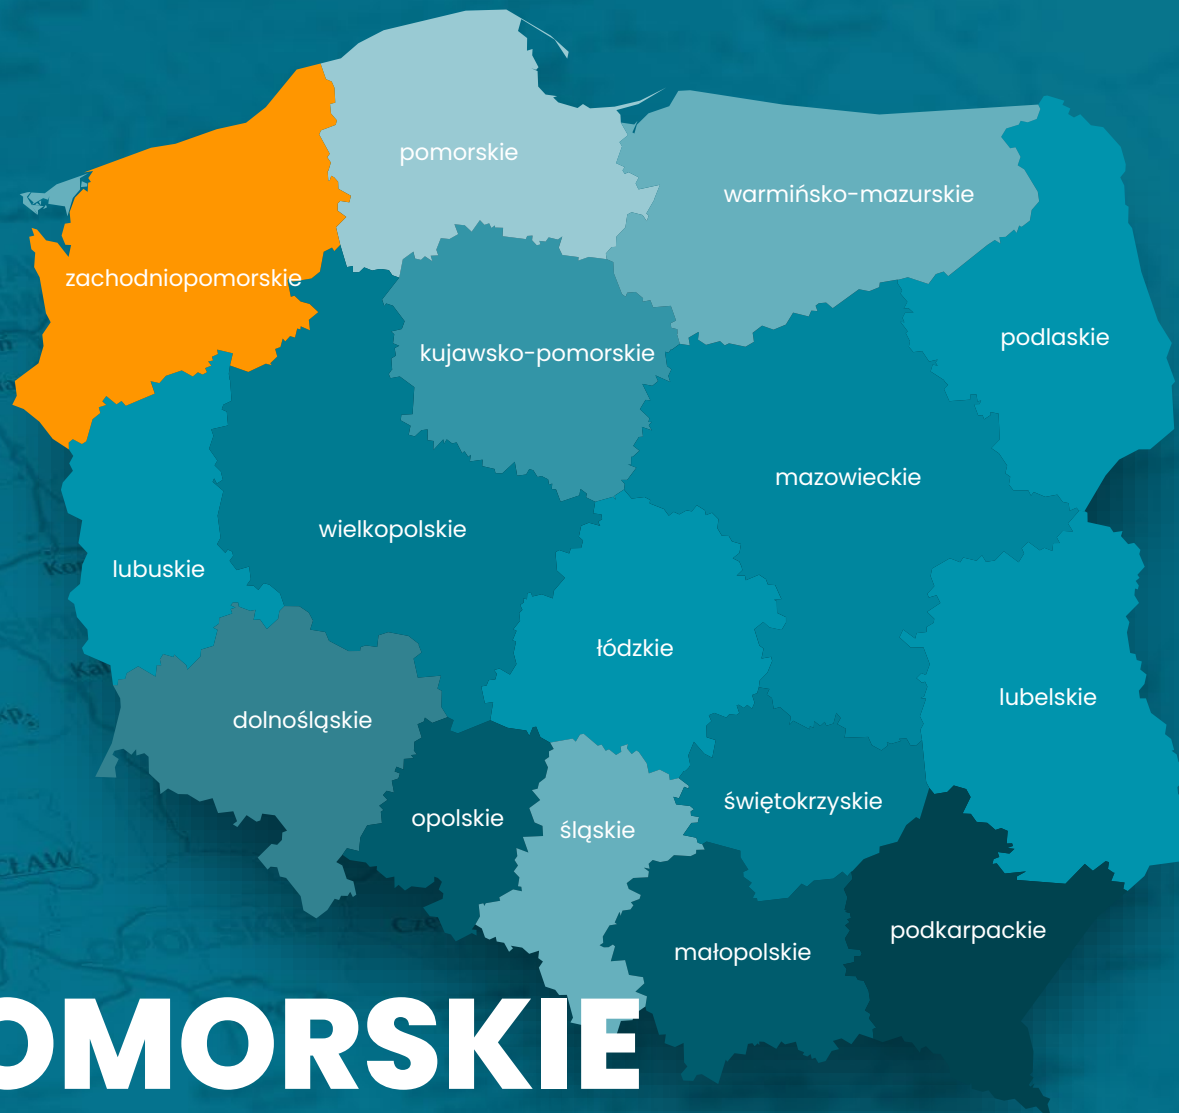 pomorskie
warmińsko-mazurskie
zachodniopomorskie
podlaskie
kujawsko-pomorskie
mazowieckie
wielkopolskie
lubuskie
łódzkie
lubelskie
dolnośląskie
świętokrzyskie
opolskie
śląskie
podkarpackie
małopolskie
OPOLSKIE
OMORSKIE